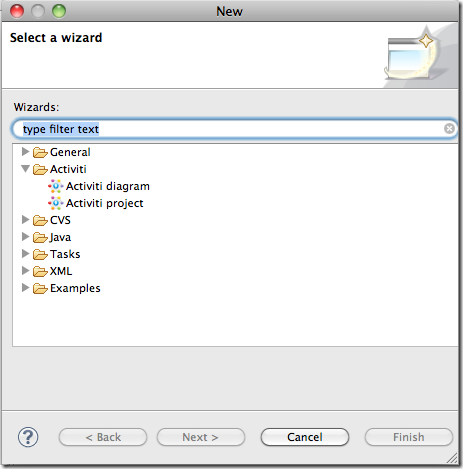 New
Select a wizard
Wizards:
type filter text
General
Activiti
Activiti diagram
Activiti project
CVS
Java
Tasks
XML
Examples
?
< Back
Next >
Cancel
Finish